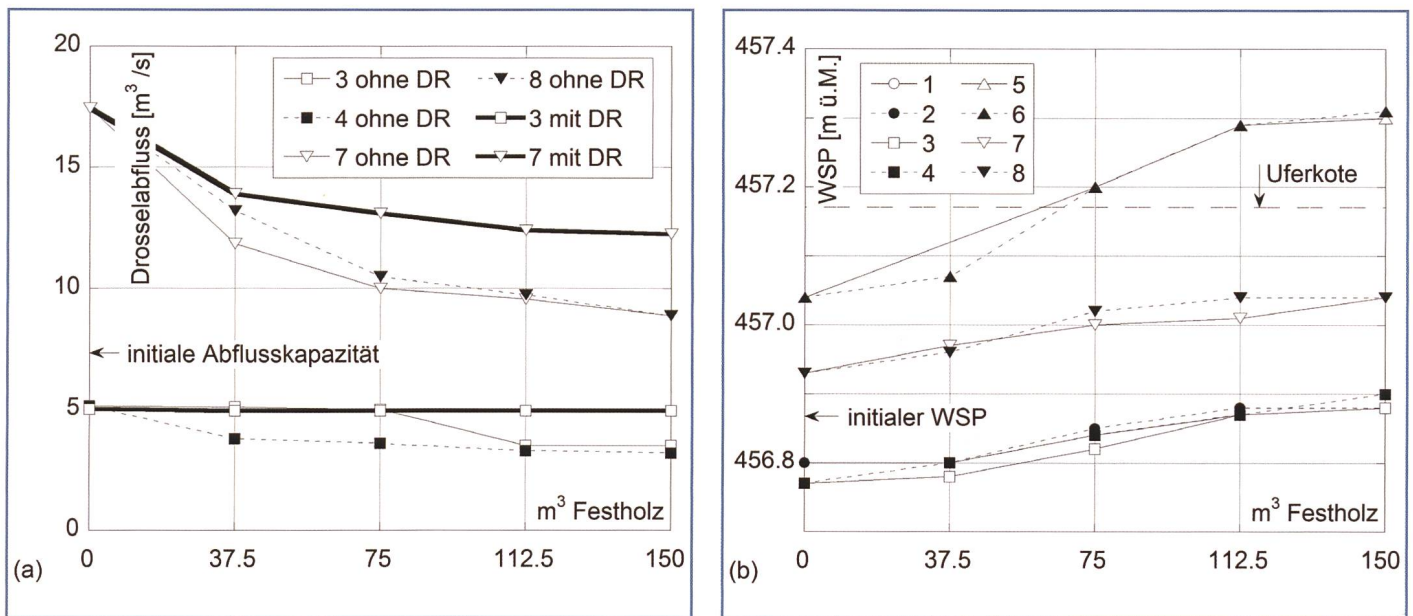 20
15
10
5
0
Drosselabfluss [m³/s]
3 ohne DR
4 ohne DR
7 ohne DR
8 ohne DR
3 mit DR
7 mit DR
initiale Abflusskapazität
m³ Festholz
0 37.5 75 112.5 150
(a)
457.4
457.2
457.0
456.8
WSP [m ü.M.]
1
2
3
4
5
6
7
8
Uferkote
initialer WSP
m³ Festholz
0 37.5 75 112.5 150
(b)